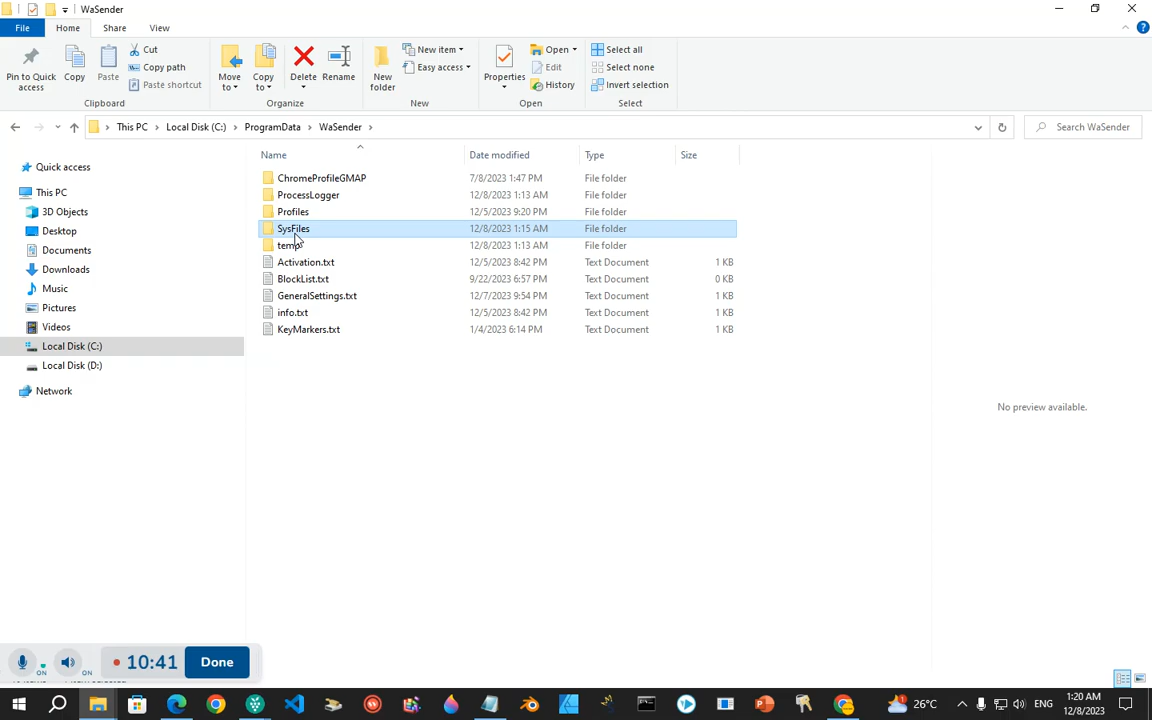 WaSender
File
Home
Share
View
Pin to Quick access
Copy
Paste
Cut
Copy path
Paste shortcut
Clipboard
Move to
Copy to
Delete
Rename
Organize
New folder
New item
Easy access
New
Properties
Open
Edit
History
Open
Select all
Select none
Invert selection
Select
This PC
Local Disk (C:)
ProgramData
WaSender
Search WaSender
Quick access
This PC
3D Objects
Desktop
Documents
Downloads
Music
Pictures
Videos
Local Disk (C:)
Local Disk (D:)
Network
Name Date modified Type Size
ChromeProfileGMAP 7/8/2023 1:47 PM File folder
ProcessLogger 12/8/2023 1:13 AM File folder
Profiles 12/5/2023 9:20 PM File folder
SysFiles 12/8/2023 1:15 AM File folder
temp 12/8/2023 1:13 AM File folder
Activation.txt 12/5/2023 8:42 PM Text Document 1 KB
BlockList.txt 9/22/2023 6:57 PM Text Document 0 KB
GeneralSettings.txt 12/7/2023 9:54 PM Text Document 1 KB
info.txt 12/5/2023 8:42 PM Text Document 1 KB
KeyMarkers.txt 1/4/2023 6:14 PM Text Document 1 KB
No preview available.
ON
ON
10:41
Done
26°C
ENG
1:20 AM
12/8/2023